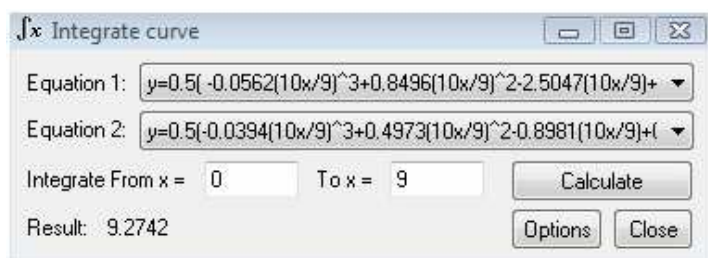 ∫x Integrate curve
Equation 1: y=0.5( -0.0562(10x/9)^3+0.8496(10x/9)^2-2.5047(10x/9)+
Equation 2: y=0.5(-0.0394(10x/9)^3+0.4973(10x/9)^2-0.8981(10x/9)+(
Integrate From x = 0 To x = 9 Calculate
Result: 9.2742 Options Close